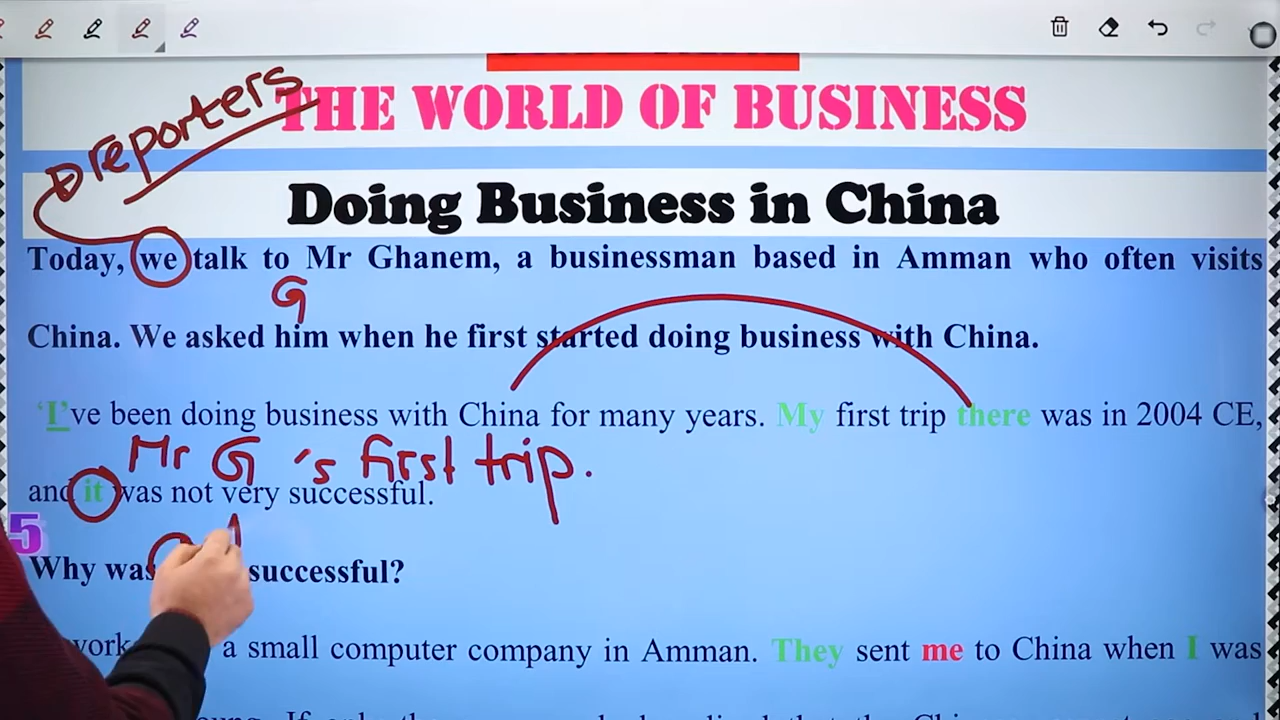 reporters
THE WORLD OF BUSINESS
Doing Business in China
Today, we talk to Mr Ghanem, a businessman based in Amman who often visits
G
China. We asked him when he first started doing business with China.
‘I’ve been doing business with China for many years. My first trip there was in 2004 CE,
Mr G 's first trip.
and it was not very successful.
5
Why was successful?
a small computer company in Amman. They sent me to China when I was